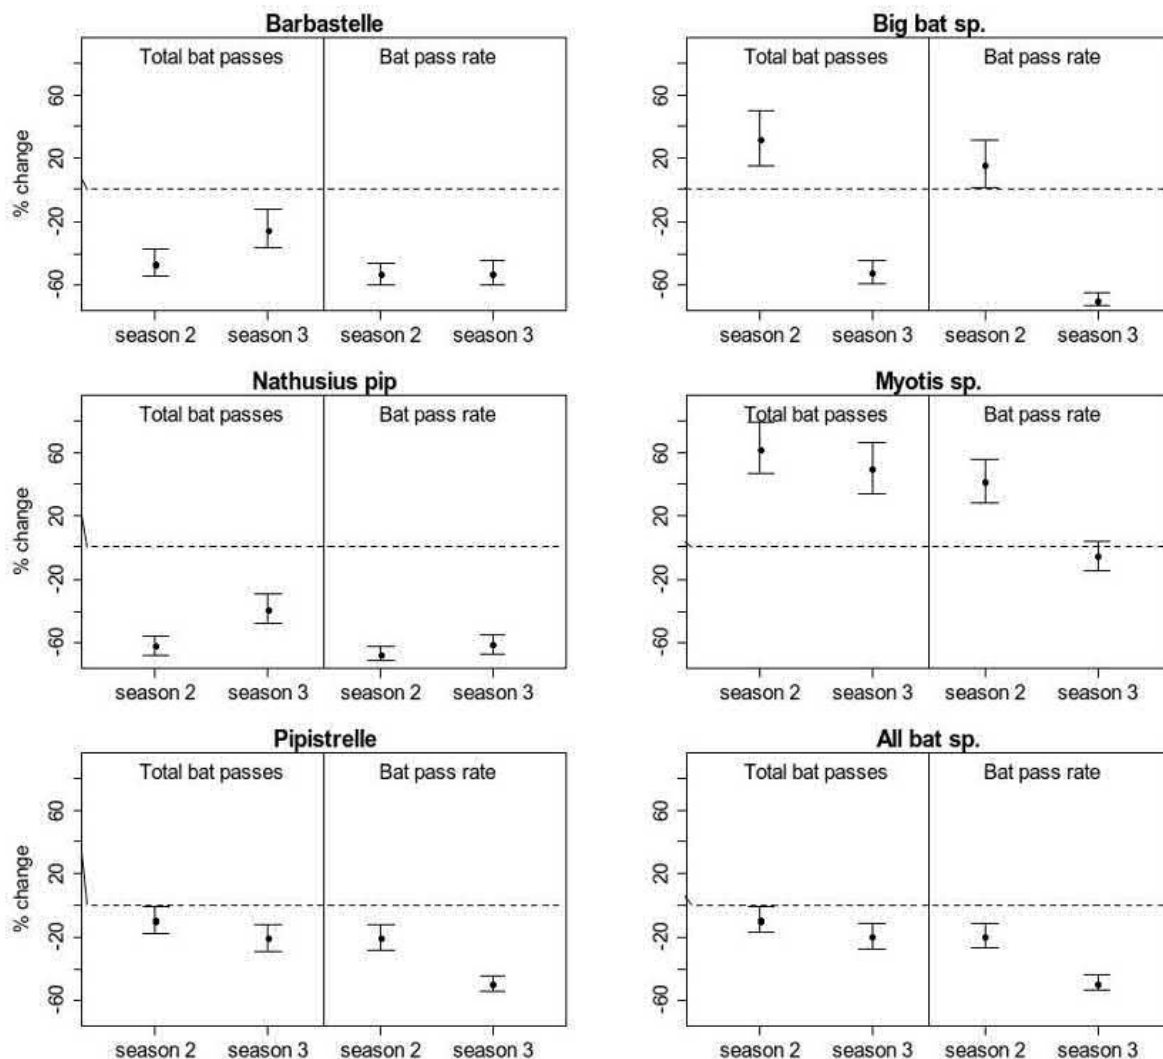 Barbastelle
Total bat passes Bat pass rate
% change
60
20
-20
-60
season 2 season 3 season 2 season 3
Big bat sp.
Total bat passes Bat pass rate
60
20
-20
-60
season 2 season 3 season 2 season 3
Nathusius pip
Total bat passes Bat pass rate
% change
60
20
-20
-60
season 2 season 3 season 2 season 3
Myotis sp.
Total bat passes Bat pass rate
60
20
-20
-60
season 2 season 3 season 2 season 3
Pipistrelle
Total bat passes Bat pass rate
% change
60
20
-20
-60
season 2 season 3 season 2 season 3
All bat sp.
Total bat passes Bat pass rate
60
20
-20
-60
season 2 season 3 season 2 season 3